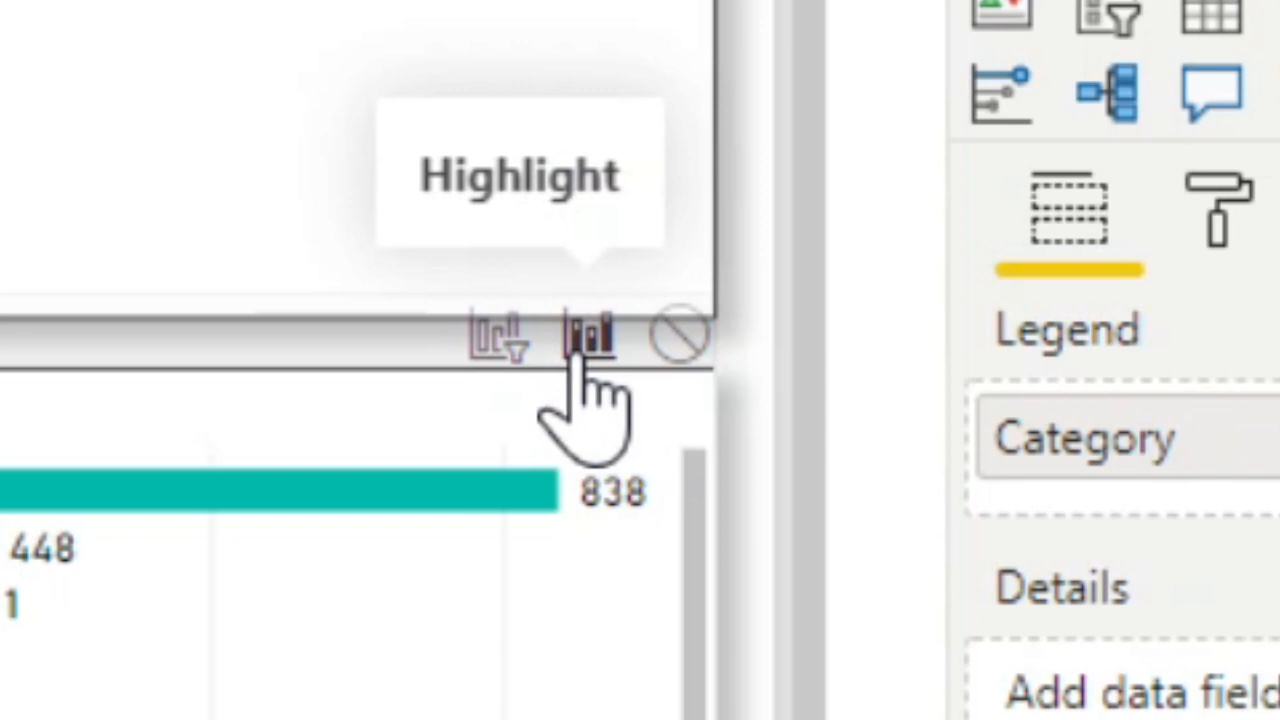 Highlight
838
448
1
Legend
Category
Details
Add data field